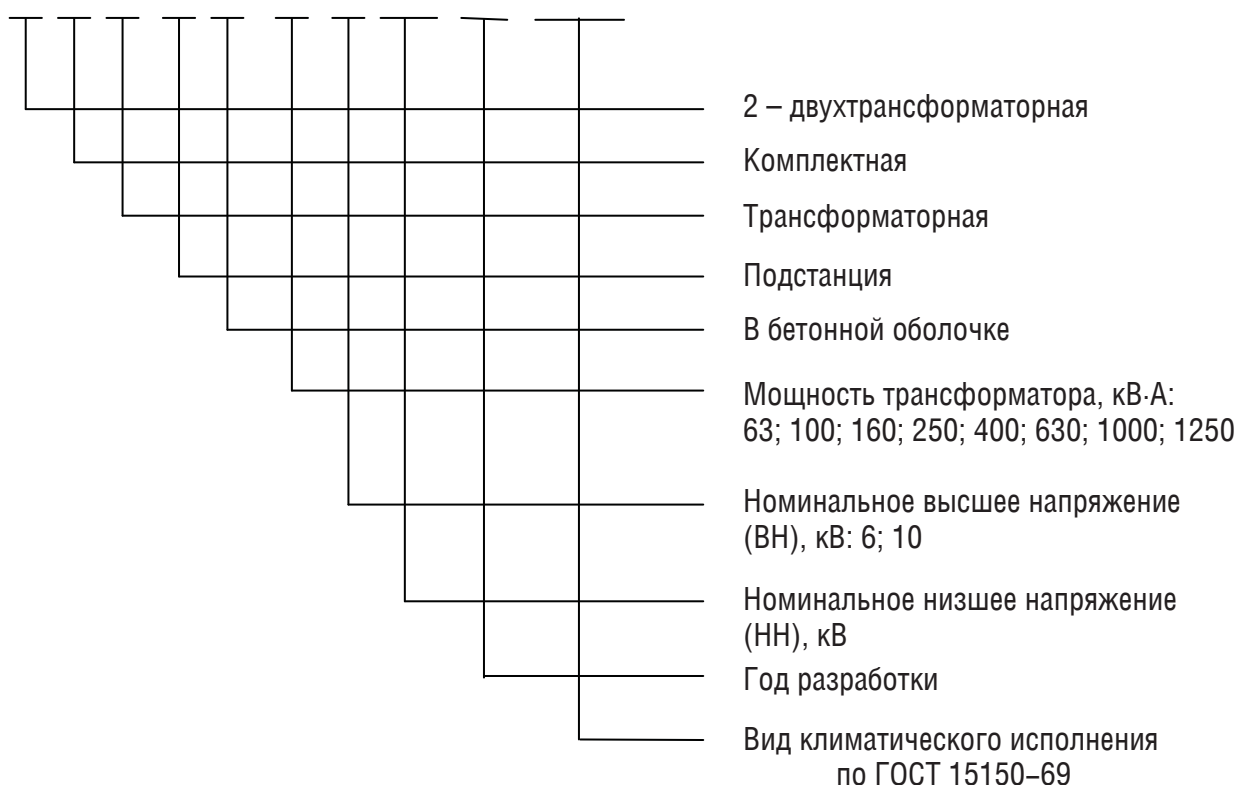 2 – двухтрансформаторная
Комплектная
Трансформаторная
Подстанция
В бетонной оболочке
Мощность трансформатора, кВ·А:
63; 100; 160; 250; 400; 630; 1000; 1250
Номинальное высшее напряжение
(ВН), кВ: 6; 10
Номинальное низшее напряжение
(НН), кВ
Год разработки
Вид климатического исполнения
по ГОСТ 15150–69